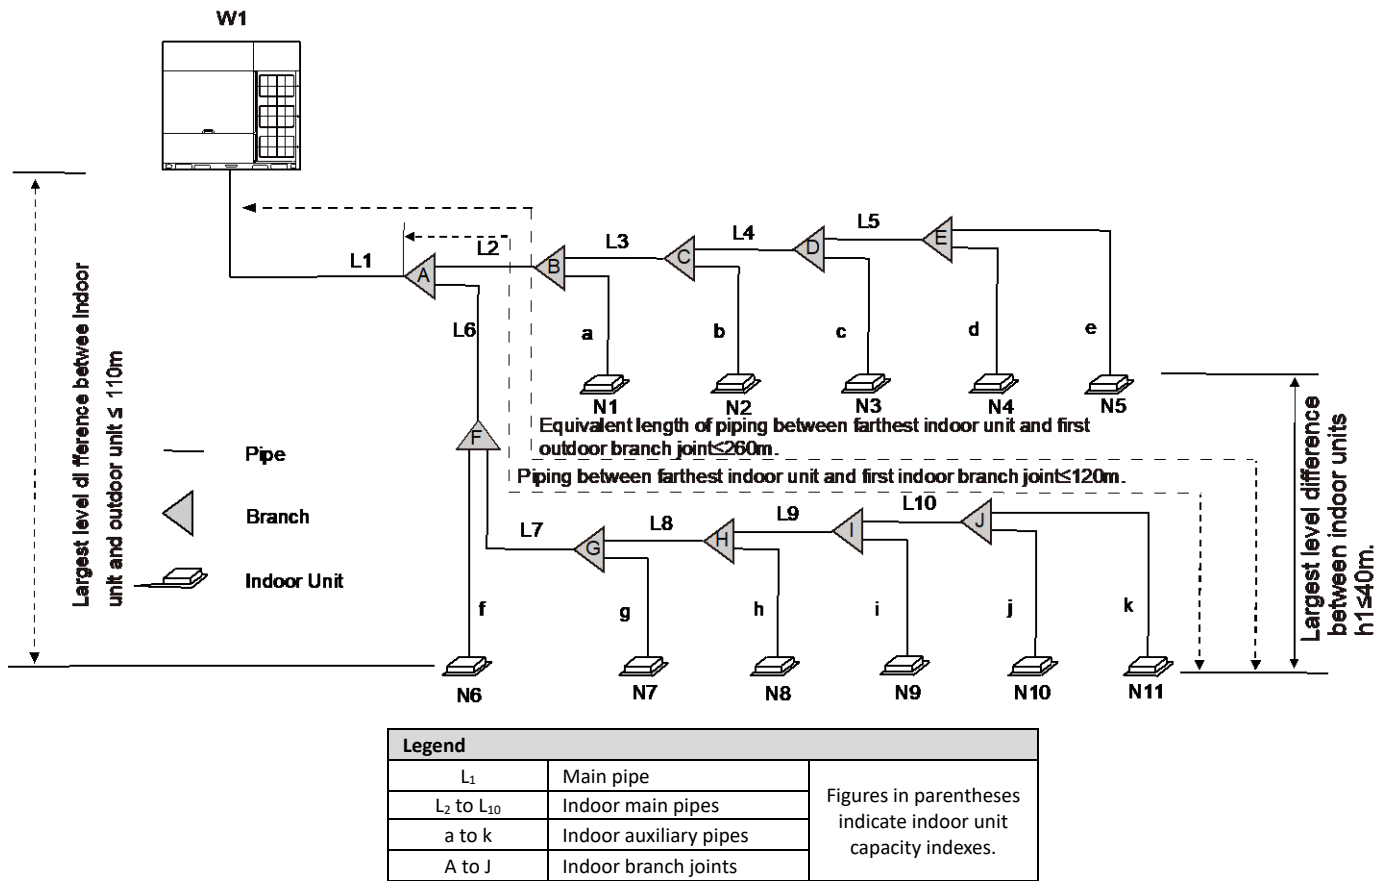 W1
L1
L2
L3
L4
L5
A
B
C
D
E
L6
a
b
c
d
e
N1
N2
N3
N4
N5
Largest level di fference betwee indoor
unit and outdoor unit ≤ 110m
Equivalent length of piping between farthest indoor unit and first
outdoor branch joint≤260m.
Piping between farthest indoor unit and first indoor branch joint≤120m.
Largest level difference
between indoor units
h1≤40m.
Pipe
Branch
Indoor Unit
F
L7
L8
L9
L10
G
H
I
J
f
g
h
i
j
k
N6
N7
N8
N9
N10
N11
Legend
L1 Main pipe
L2 to L10 Indoor main pipes
a to k Indoor auxiliary pipes
A to J Indoor branch joints
Figures in parentheses
indicate indoor unit
capacity indexes.